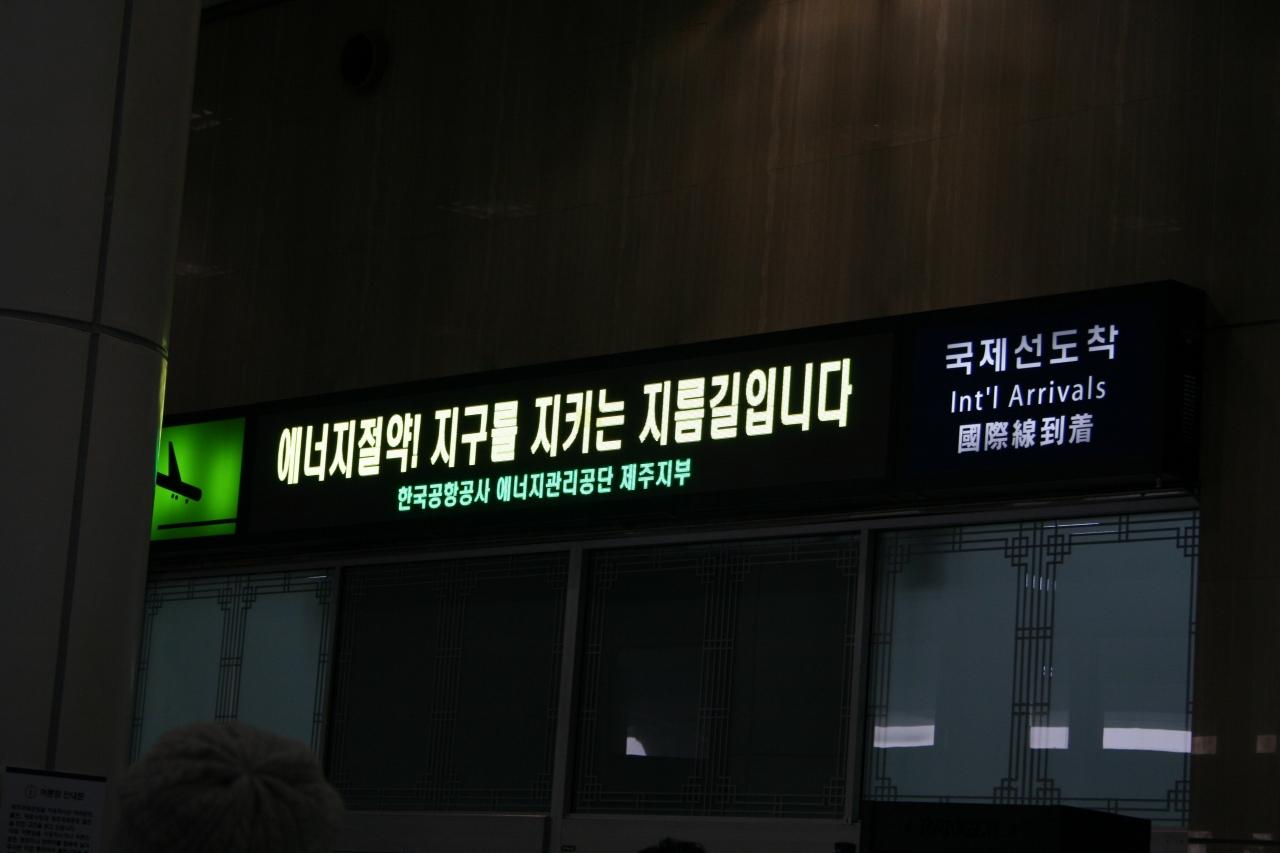 에너지절약! 지구를 지키는 지름길입니다
한국공항공사 에너지관리공단 제주지부
국제선도착
Int'l Arrivals
國際線到着